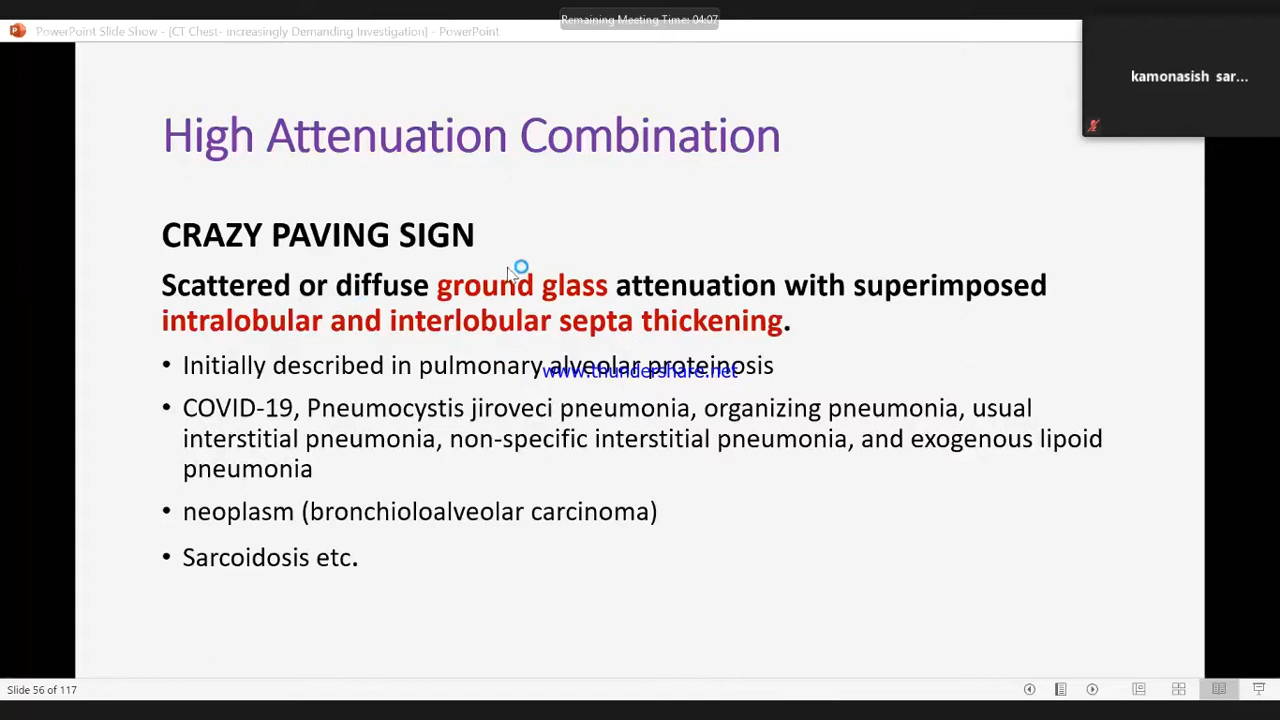 Remaining Meeting Time: 04:07
PowerPoint Slide Show - [CT Chest- increasingly Demanding Investigation] - PowerPoint
kamonasish sar...
High Attenuation Combination
CRAZY PAVING SIGN
Scattered or diffuse ground glass attenuation with superimposed
intralobular and interlobular septa thickening.
• Initially described in pulmonary alveolar proteinosis
www.thundershare.net
• COVID-19, Pneumocystis jiroveci pneumonia, organizing pneumonia, usual
interstitial pneumonia, non-specific interstitial pneumonia, and exogenous lipoid
pneumonia
• neoplasm (bronchioloalveolar carcinoma)
• Sarcoidosis etc.
Slide 56 of 117